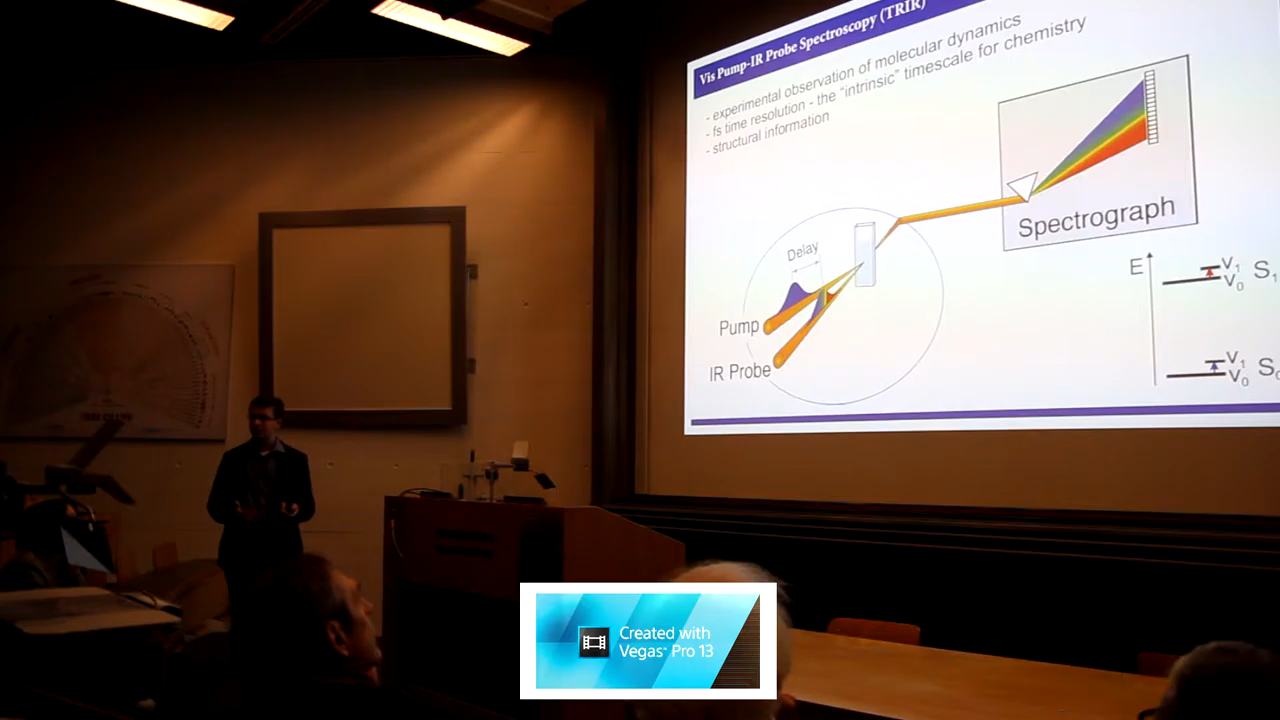 Vis Pump-IR Probe Spectroscopy (TRIR)
- experimental observation of molecular dynamics
- fs time resolution - the "intrinsic" timescale for chemistry
- structural information
Spectrograph
Delay
Pump
IR Probe
E
V1
V0 S1
V1
V0 S0
Created with
Vegas™ Pro 13